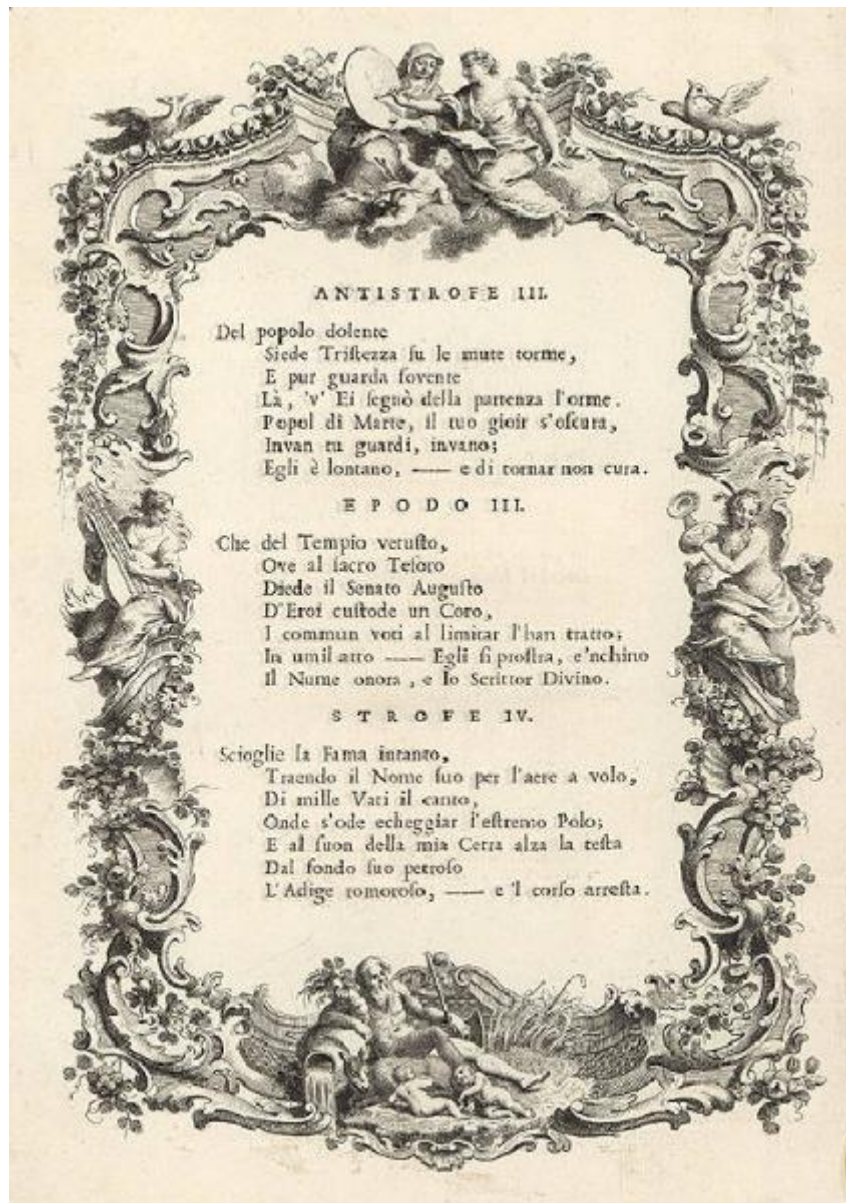 ANTISTROFE III.
Del popolo dolente
Siede Triſtezza ſu le mute torme,
E pur guarda ſovente
Là, 'v' Ei ſegnò della partenza l'orme.
Popol di Marte, il tuo gioir s'oſcura,
Invan tu guardi, invano;
Egli è lontano, —— e di tornar non cura.
EPODO III.
Che del Tempio vetuſto,
Ove al ſacro Teſoro
Diede il Senato Auguſto
D'Eroi cuſtode un Coro,
I commun voti al limitar l'han tratto;
In umil atto —— Egli ſi proſtra, e'nchino
Il Nume onora, e lo Scrittor Divino.
STROFE IV.
Scioglie la Fama intanto,
Traendo il Nome ſuo per l'aere a volo,
Di mille Vati il canto,
Onde s'ode echeggiar l'eſtremo Polo;
E al ſuon della mia Cetra alza la teſta
Dal fondo ſuo petroſo
L'Adige romoroſo, —— e 'l corſo arreſta.